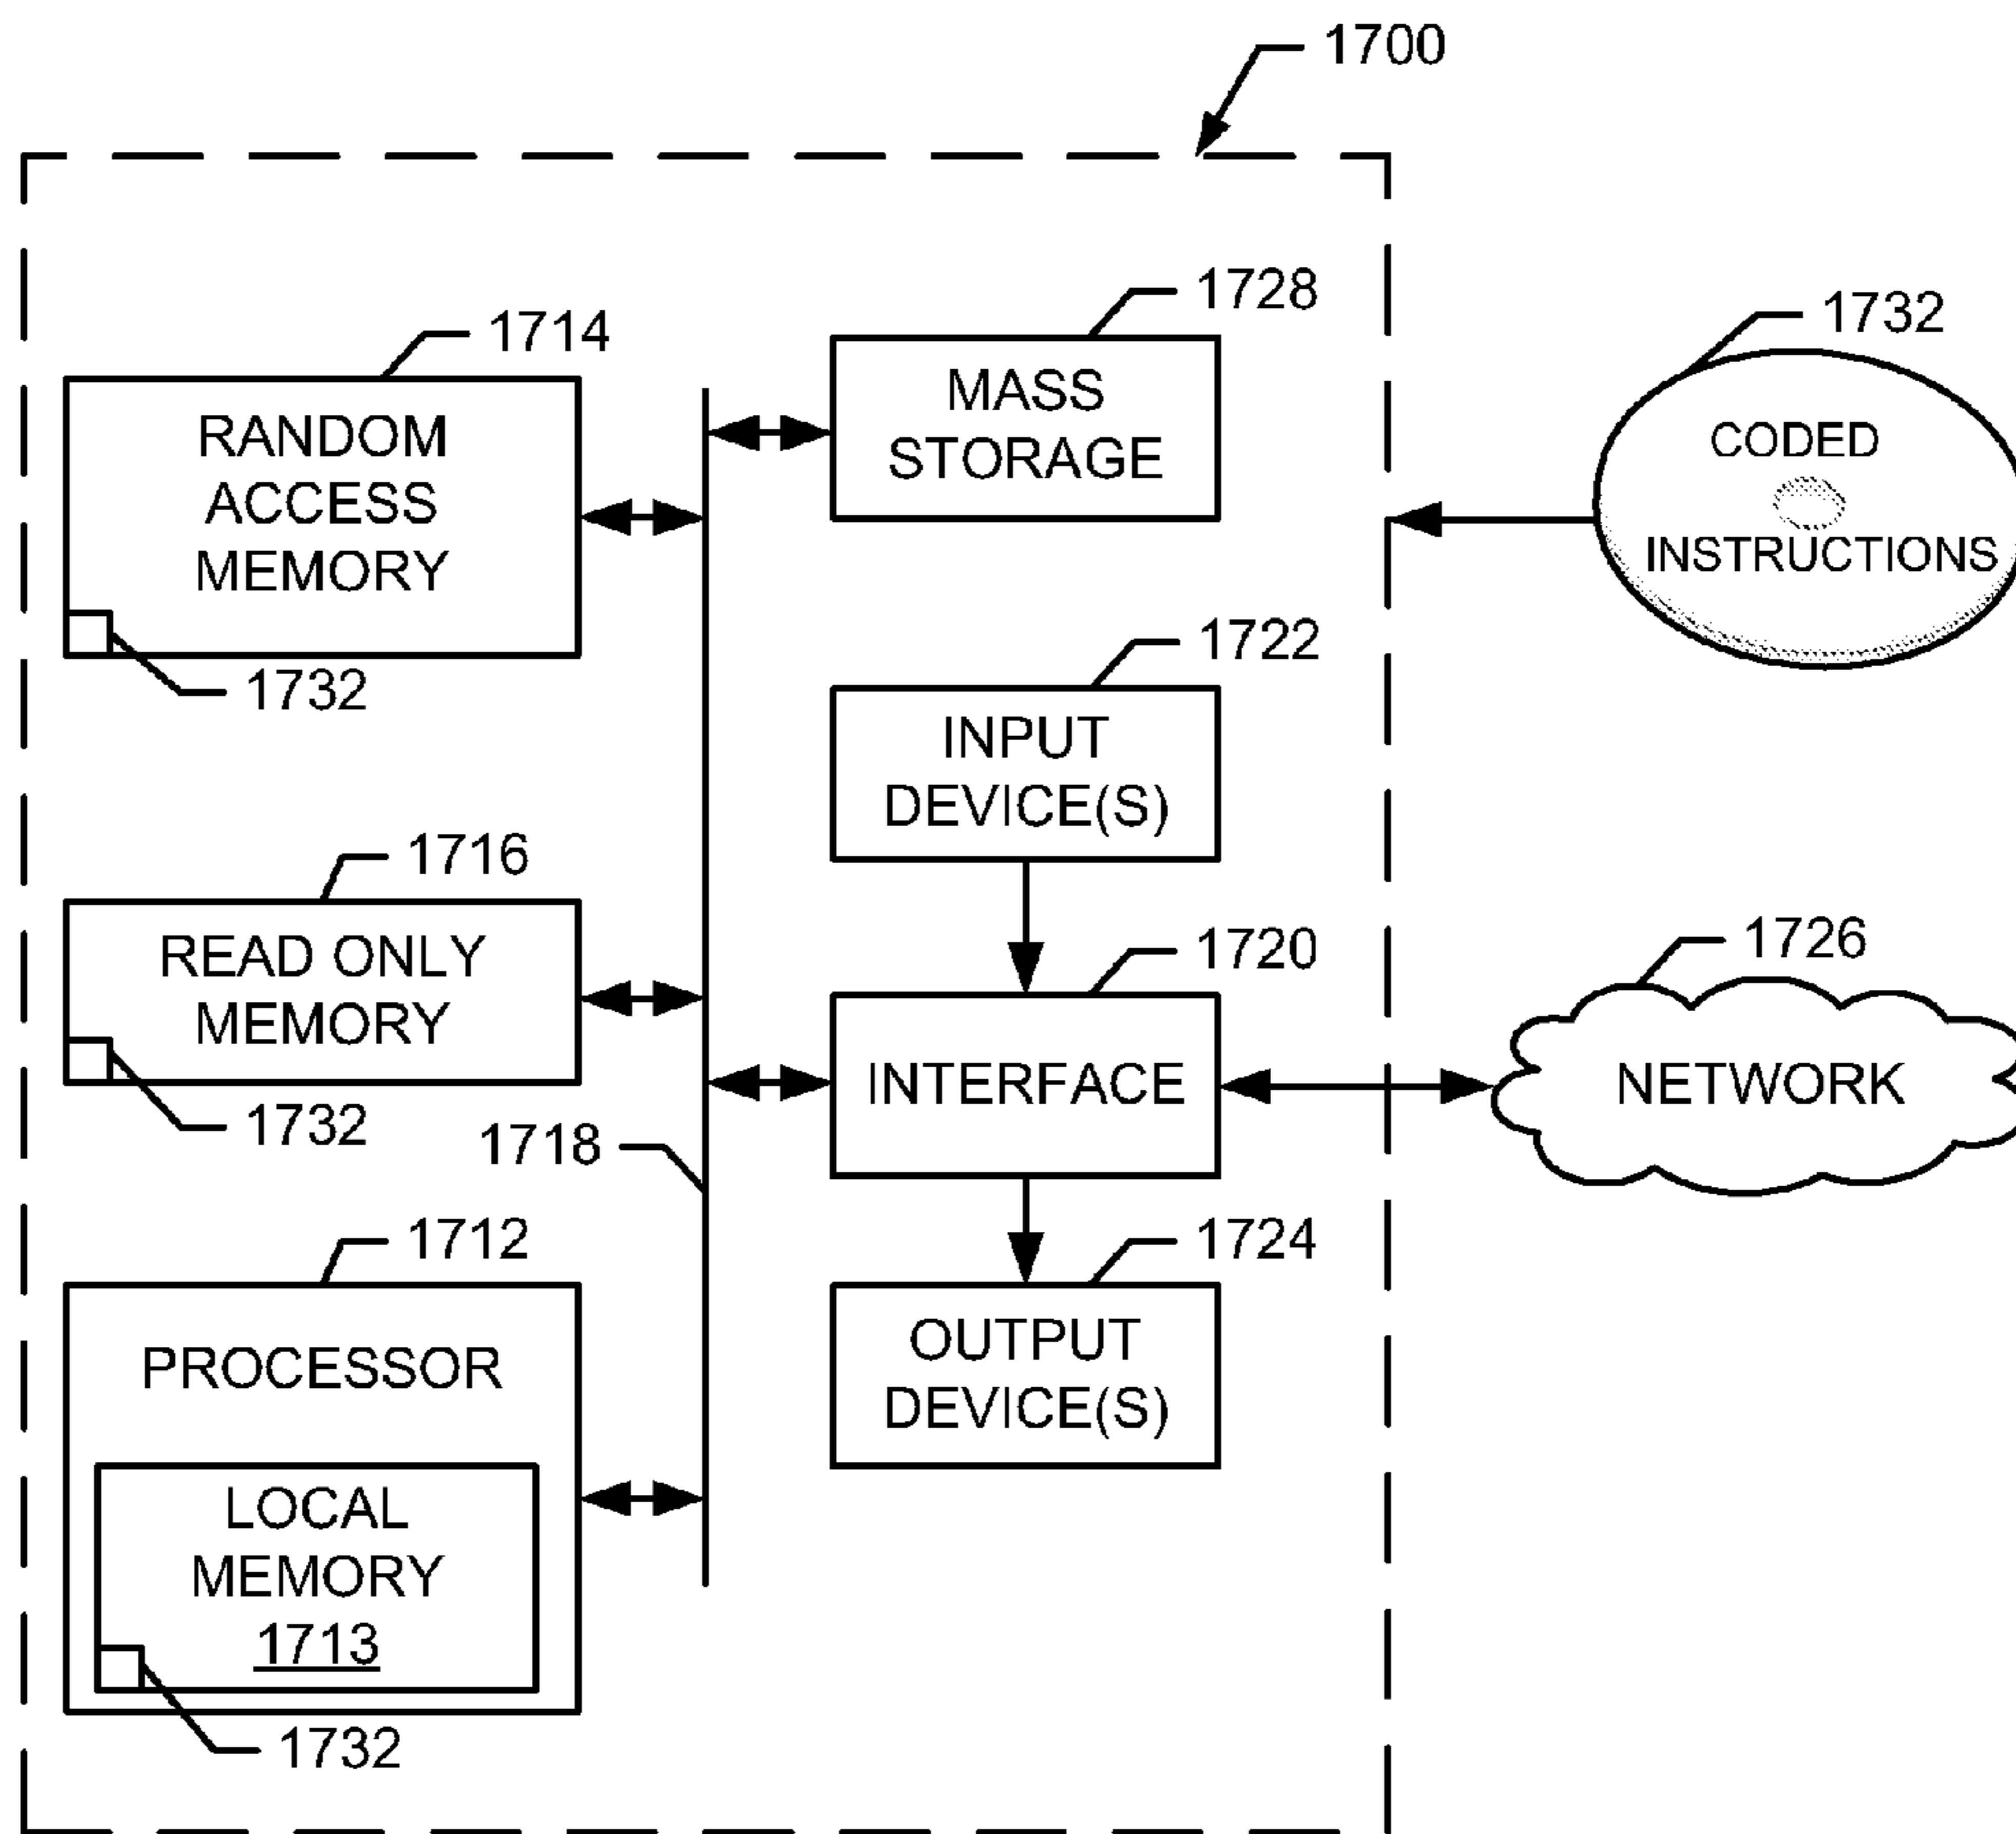 1700
1714
RANDOM
ACCESS
MEMORY
1732
1728
MASS
STORAGE
1732
CODED
INSTRUCTIONS
1722
INPUT
DEVICE(S)
1716
READ ONLY
MEMORY
1732
1718
1720
INTERFACE
1726
NETWORK
1712
PROCESSOR
LOCAL
MEMORY
1713
1732
1724
OUTPUT
DEVICE(S)